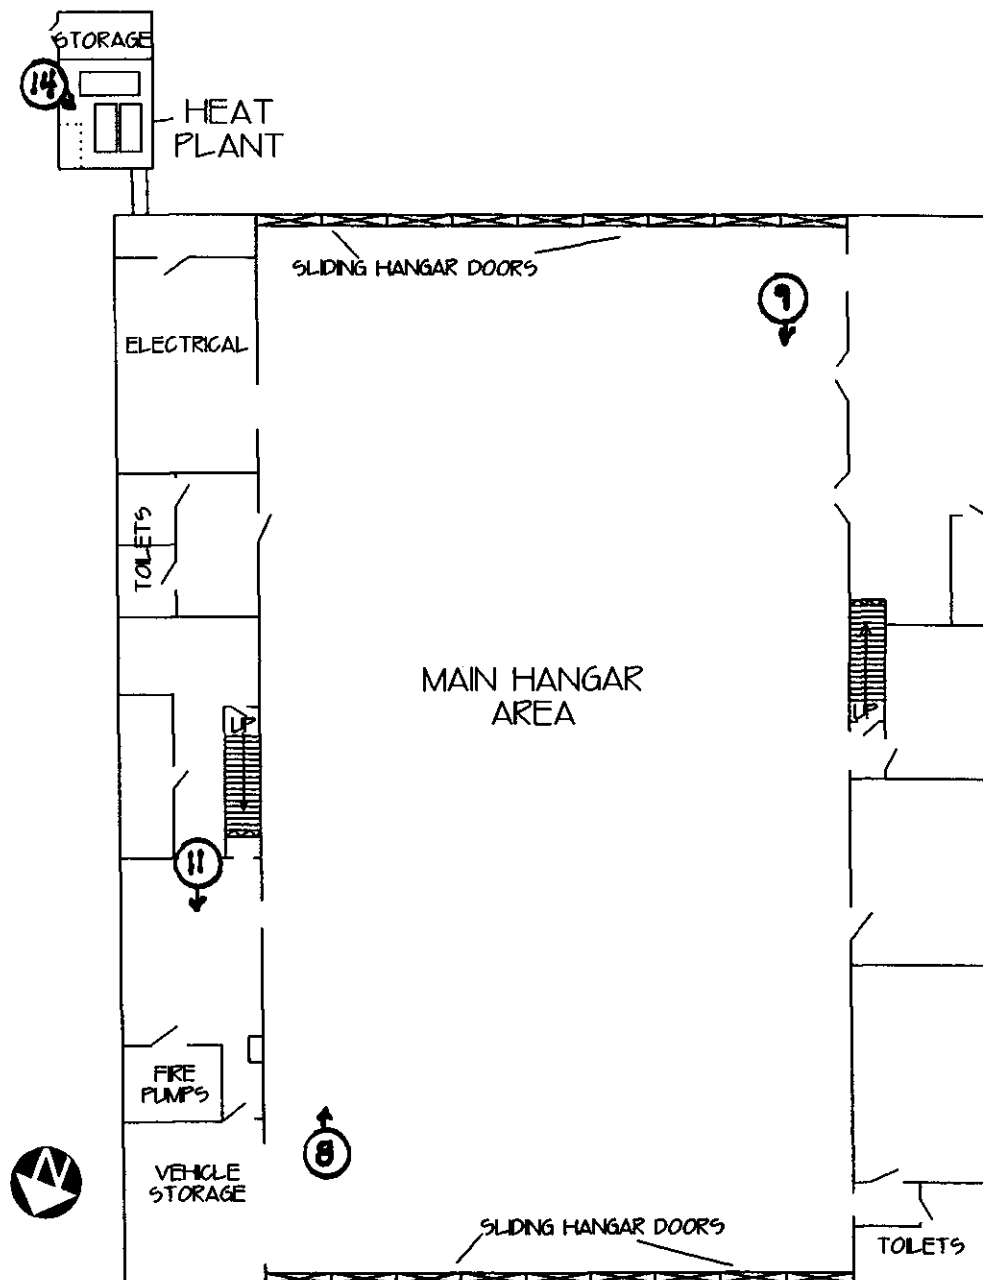 STORAGE
14
HEAT
PLANT
SLIDING HANGAR DOORS
9
ELECTRICAL
TOILETS
MAIN HANGAR
AREA
UP
UP
11
FIRE
PUMPS
8
N
VEHICLE
STORAGE
SLIDING HANGAR DOORS
TOILETS